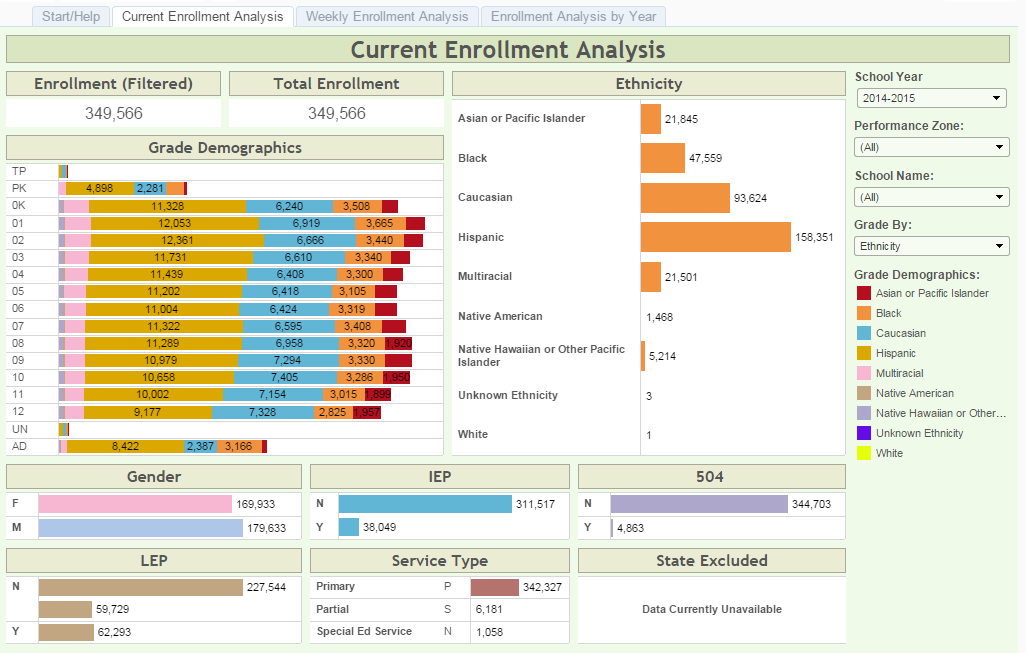 Start/Help
Current Enrollment Analysis
Weekly Enrollment Analysis
Enrollment Analysis by Year
Current Enrollment Analysis
Enrollment (Filtered)
349,566
Total Enrollment
349,566
Grade Demographics
TP
PK 4,898 2,281
0K 11,328 6,240 3,508
01 12,053 6,919 3,665
02 12,361 6,666 3,440
03 11,731 6,610 3,340
04 11,439 6,408 3,300
05 11,202 6,418 3,105
06 11,004 6,424 3,319
07 11,322 6,595 3,408
08 11,289 6,958 3,320 1,920
09 10,979 7,294 3,330
10 10,658 7,405 3,286 1,950
11 10,002 7,154 3,015 1,899
12 9,177 7,328 2,825 1,957
UN
AD 8,422 2,387 3,166
Ethnicity
Asian or Pacific Islander 21,845
Black 47,559
Caucasian 93,624
Hispanic 158,351
Multiracial 21,501
Native American 1,468
Native Hawaiian or Other Pacific
Islander 5,214
Unknown Ethnicity 3
White 1
School Year
2014-2015
Performance Zone:
(All)
School Name:
(All)
Grade By:
Ethnicity
Grade Demographics:
Asian or Pacific Islander
Black
Caucasian
Hispanic
Multiracial
Native American
Native Hawaiian or Other...
Unknown Ethnicity
White
Gender
F 169,933
M 179,633
IEP
N 311,517
Y 38,049
504
N 344,703
Y 4,863
LEP
N 227,544
59,729
Y 62,293
Service Type
Primary P 342,327
Partial S 6,181
Special Ed Service N 1,058
State Excluded
Data Currently Unavailable